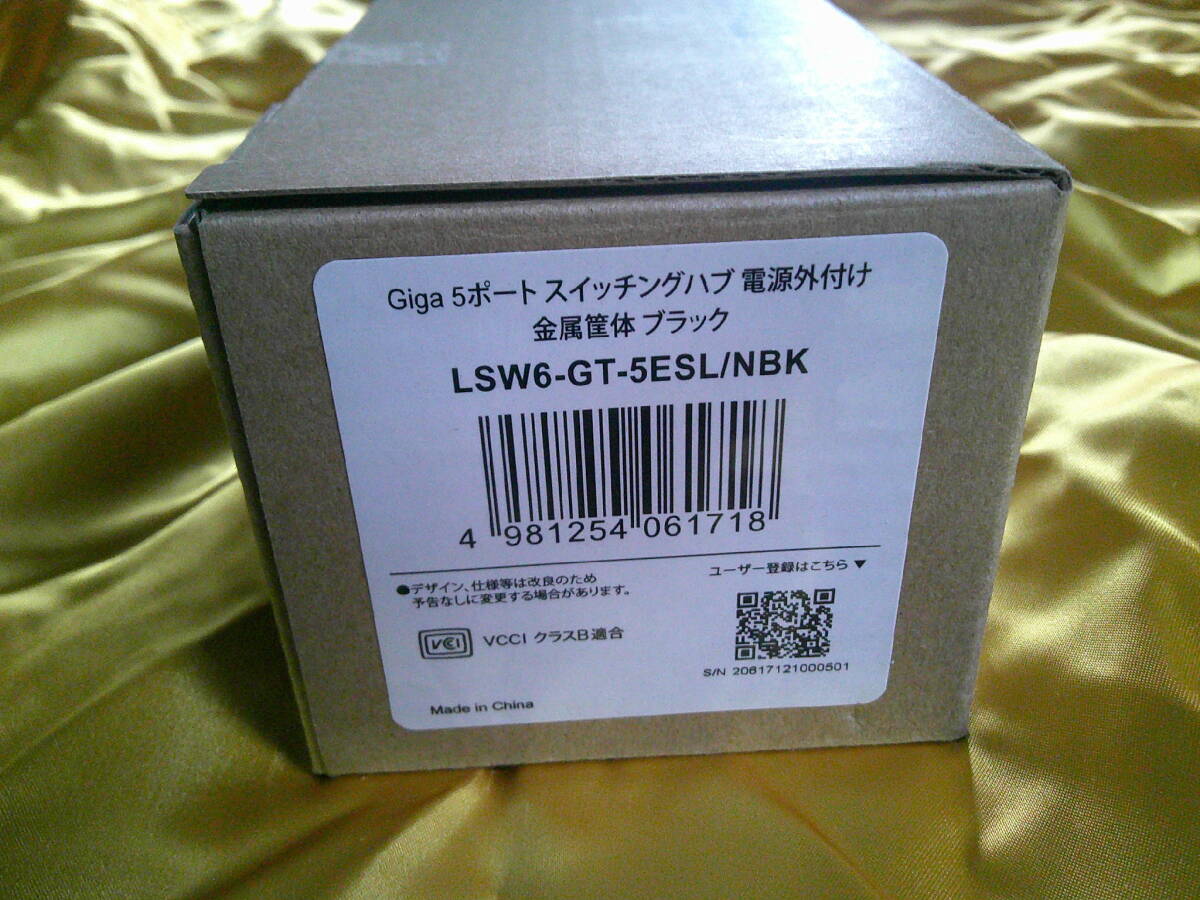 Giga 5ポート スイッチングハブ 電源外付け
金属筐体 ブラック
LSW6-GT-5ESL/NBK
4 981254 061718
●デザイン、仕様等は改良のため
予告なしに変更する場合があります。
ユーザー登録はこちら ▼
VCCI
VCCI クラスB適合
S/N 20617121000501
Made in China